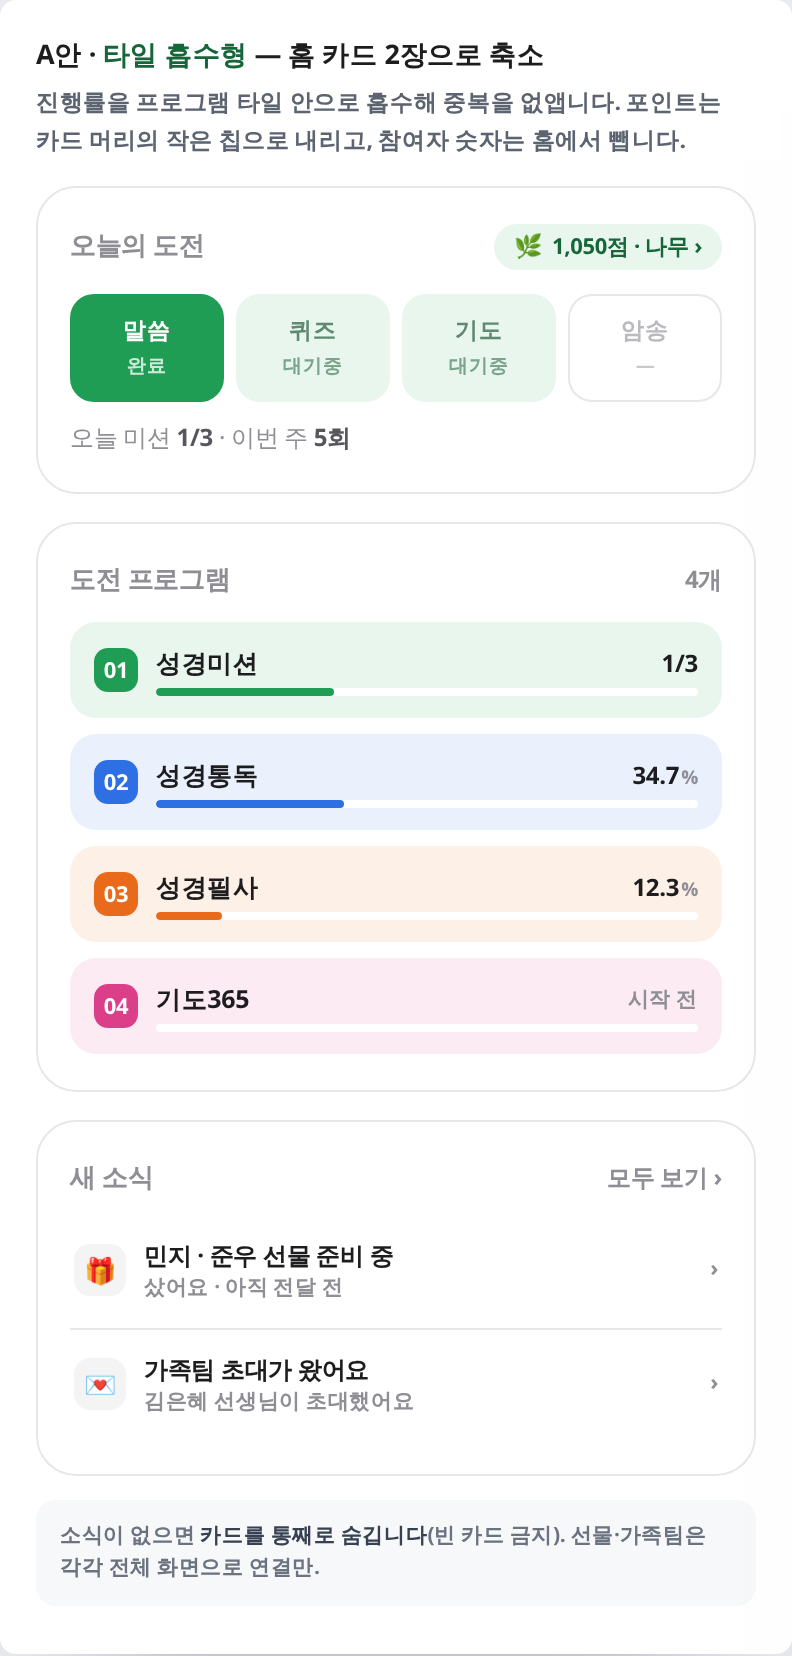 A안 · 타일 흡수형 — 홈 카드 2장으로 축소
진행률을 프로그램 타일 안으로 흡수해 중복을 없앱니다. 포인트는
카드 머리의 작은 칩으로 내리고, 참여자 숫자는 홈에서 뺍니다.
오늘의 도전
🌿 1,050점 · 나무 ›
말씀
완료
퀴즈
대기중
기도
대기중
암송
—
오늘 미션 1/3 · 이번 주 5회
도전 프로그램
4개
01 성경미션 1/3
02 성경통독 34.7%
03 성경필사 12.3%
04 기도365 시작 전
새 소식
모두 보기 ›
민지 · 준우 선물 준비 중
샀어요 · 아직 전달 전
›
가족팀 초대가 왔어요
김은혜 선생님이 초대했어요
›
소식이 없으면 카드를 통째로 숨깁니다(빈 카드 금지). 선물·가족팀은
각각 전체 화면으로 연결만.